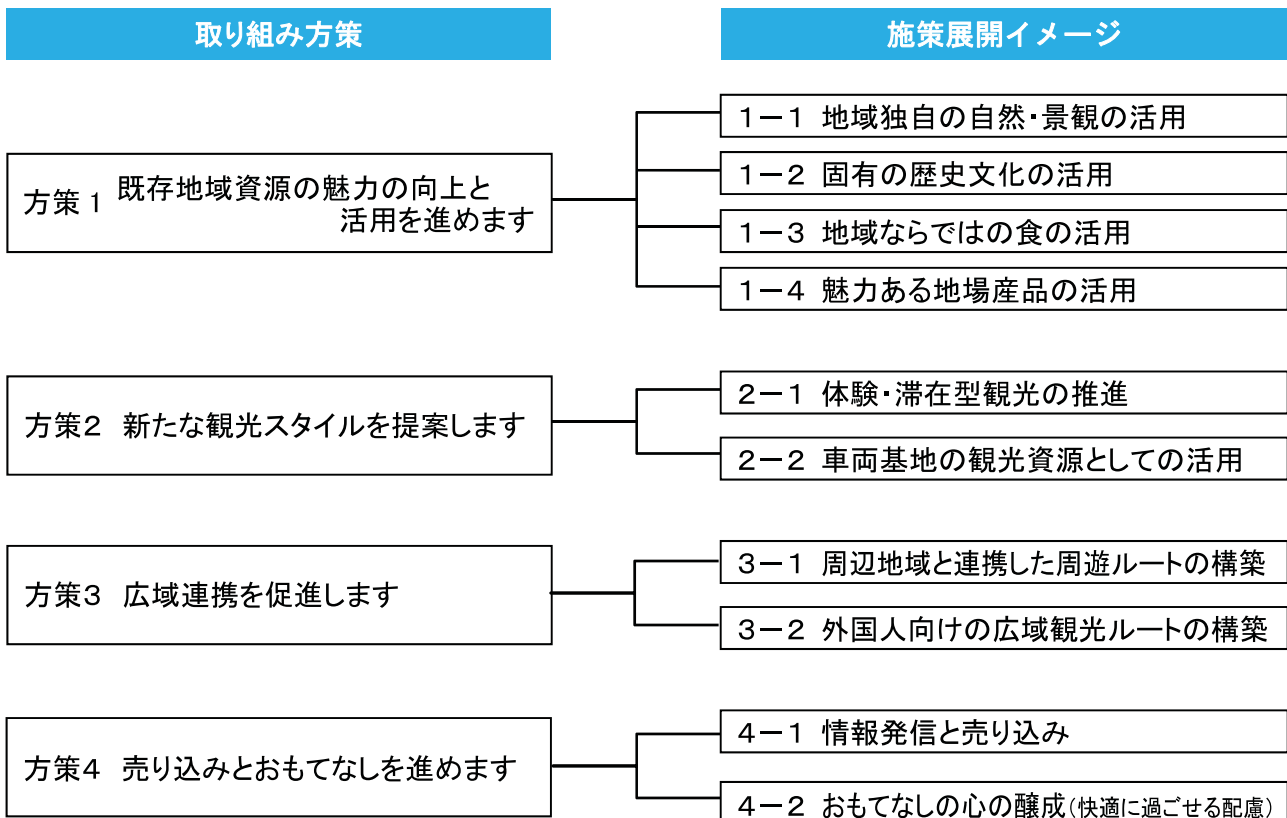 取り組み方策
施策展開イメージ
方策1 既存地域資源の魅力の向上と
活用を進めます
1－1 地域独自の自然・景観の活用
1－2 固有の歴史文化の活用
1－3 地域ならではの食の活用
1－4 魅力ある地場産品の活用
方策2 新たな観光スタイルを提案します
2－1 体験・滞在型観光の推進
2－2 車両基地の観光資源としての活用
方策3 広域連携を促進します
3－1 周辺地域と連携した周遊ルートの構築
3－2 外国人向けの広域観光ルートの構築
方策4 売り込みとおもてなしを進めます
4－1 情報発信と売り込み
4－2 おもてなしの心の醸成(快適に過ごせる配慮)